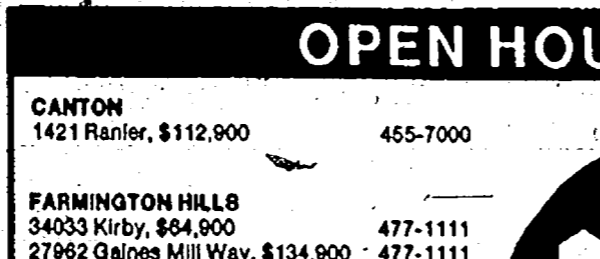 OPEN HOU
CANTON
1421 Ranier, $112,900 455-7000
FARMINGTON HILLS
34033 Kirby, $64,900 477-1111
27962 Gaines Mill Way, $134,900 477-1111